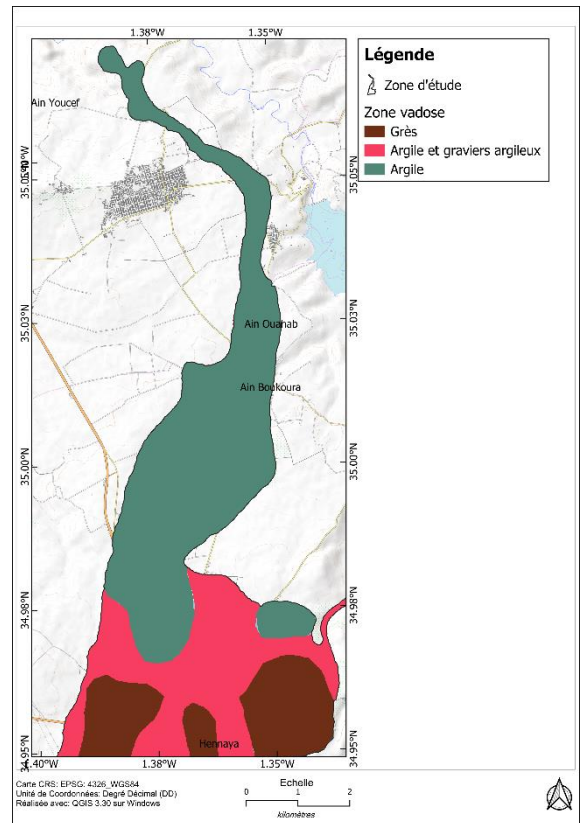 1.38°W
1.35°W
Légende
Zone d'étude
Zone vadose
Grès
Argile et graviers argileux
Argile
Ain Youcef
35.05°N
35.05°N
35.03°N
35.03°N
Ain Ouahab
Ain Boukoura
35.00°N
35.00°N
34.98°N
34.98°N
34.95°N
34.95°N
Hennaya
1.40°N
1.38°W
1.35°N
Carte CRS: EPSG: 4326_WGS84
Unité de Coordonnées: Degré Décimal (DD)
Réalisée avec: QGIS 3.30 sur Windows
Echelle
0 1 2
kilomètres